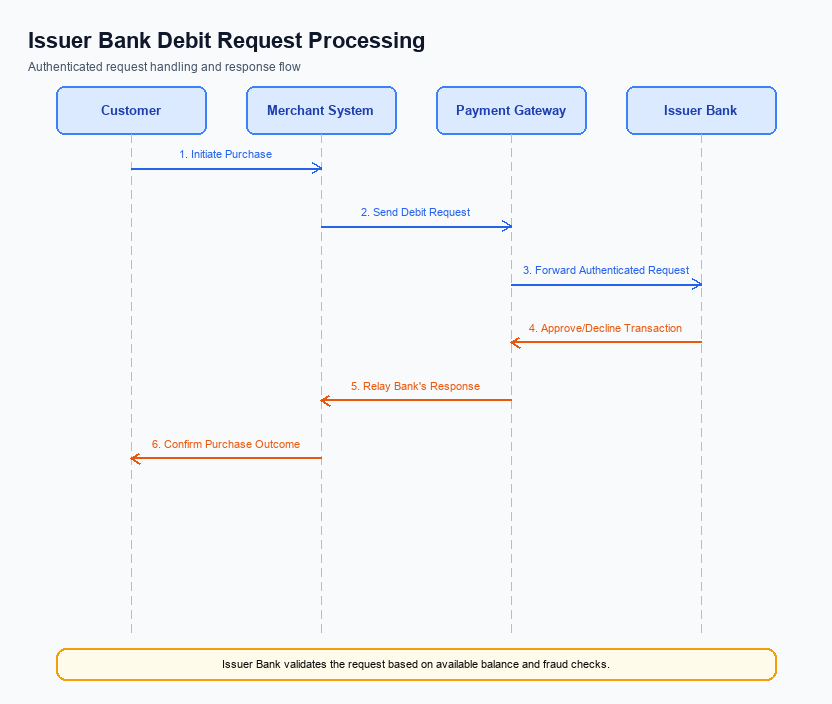 Issuer Bank Debit Request Processing
Authenticated request handling and response flow
Customer
Merchant System
Payment Gateway
Issuer Bank
1. Initiate Purchase
2. Send Debit Request
3. Forward Authenticated Request
4. Approve/Decline Transaction
5. Relay Bank's Response
6. Confirm Purchase Outcome
Issuer Bank validates the request based on available balance and fraud checks.